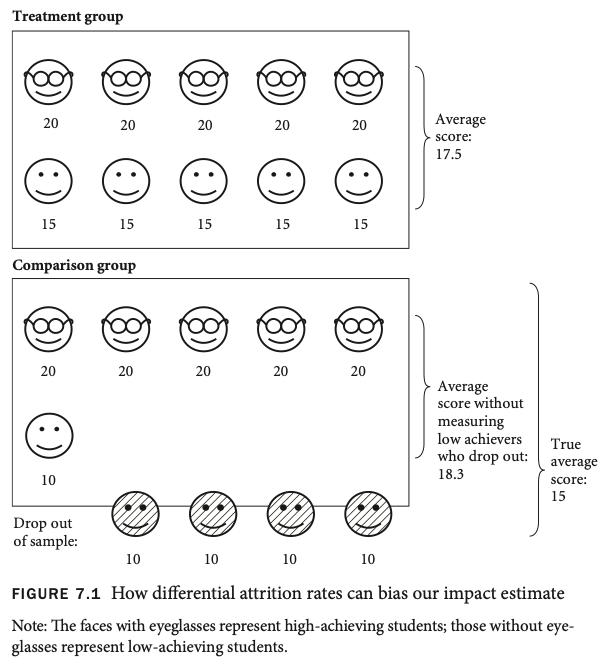 Treatment group
20 20 20 20 20
15 15 15 15 15
Average
score:
17.5
Comparison group
20 20 20 20 20
10
Average
score without
measuring
low achievers
who drop out:
18.3
True
average
score:
15
Drop out
of sample:
10 10 10 10
FIGURE 7.1 How differential attrition rates can bias our impact estimate
Note: The faces with eyeglasses represent high-achieving students; those without eye-
glasses represent low-achieving students.